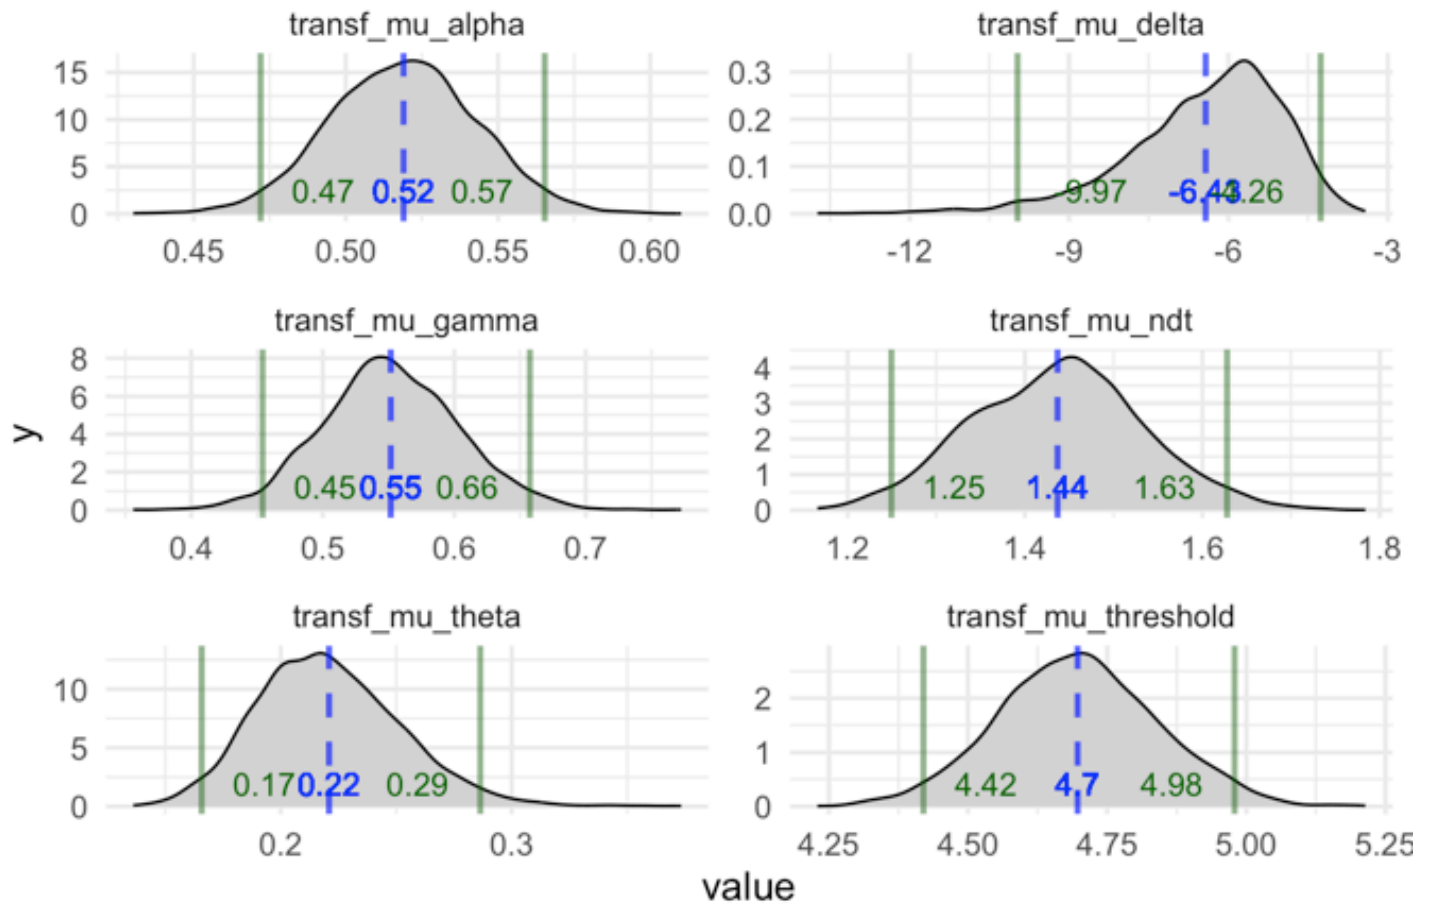 transf_mu_alpha
15
10
5
0
0.47 0.52 0.57
0.45 0.50 0.55 0.60
transf_mu_delta
0.3
0.2
0.1
0.0
-9.97 -6.43 -4.26
-12 -9 -6 -3
transf_mu_gamma
8
6
4
2
0
0.45 0.55 0.66
0.4 0.5 0.6 0.7
transf_mu_ndt
4
3
2
1
0
1.25 1.44 1.63
1.2 1.4 1.6 1.8
y
transf_mu_theta
10
5
0
0.17 0.22 0.29
0.2 0.3
transf_mu_threshold
2
1
0
4.42 4.7 4.98
4.25 4.50 4.75 5.00 5.25
value